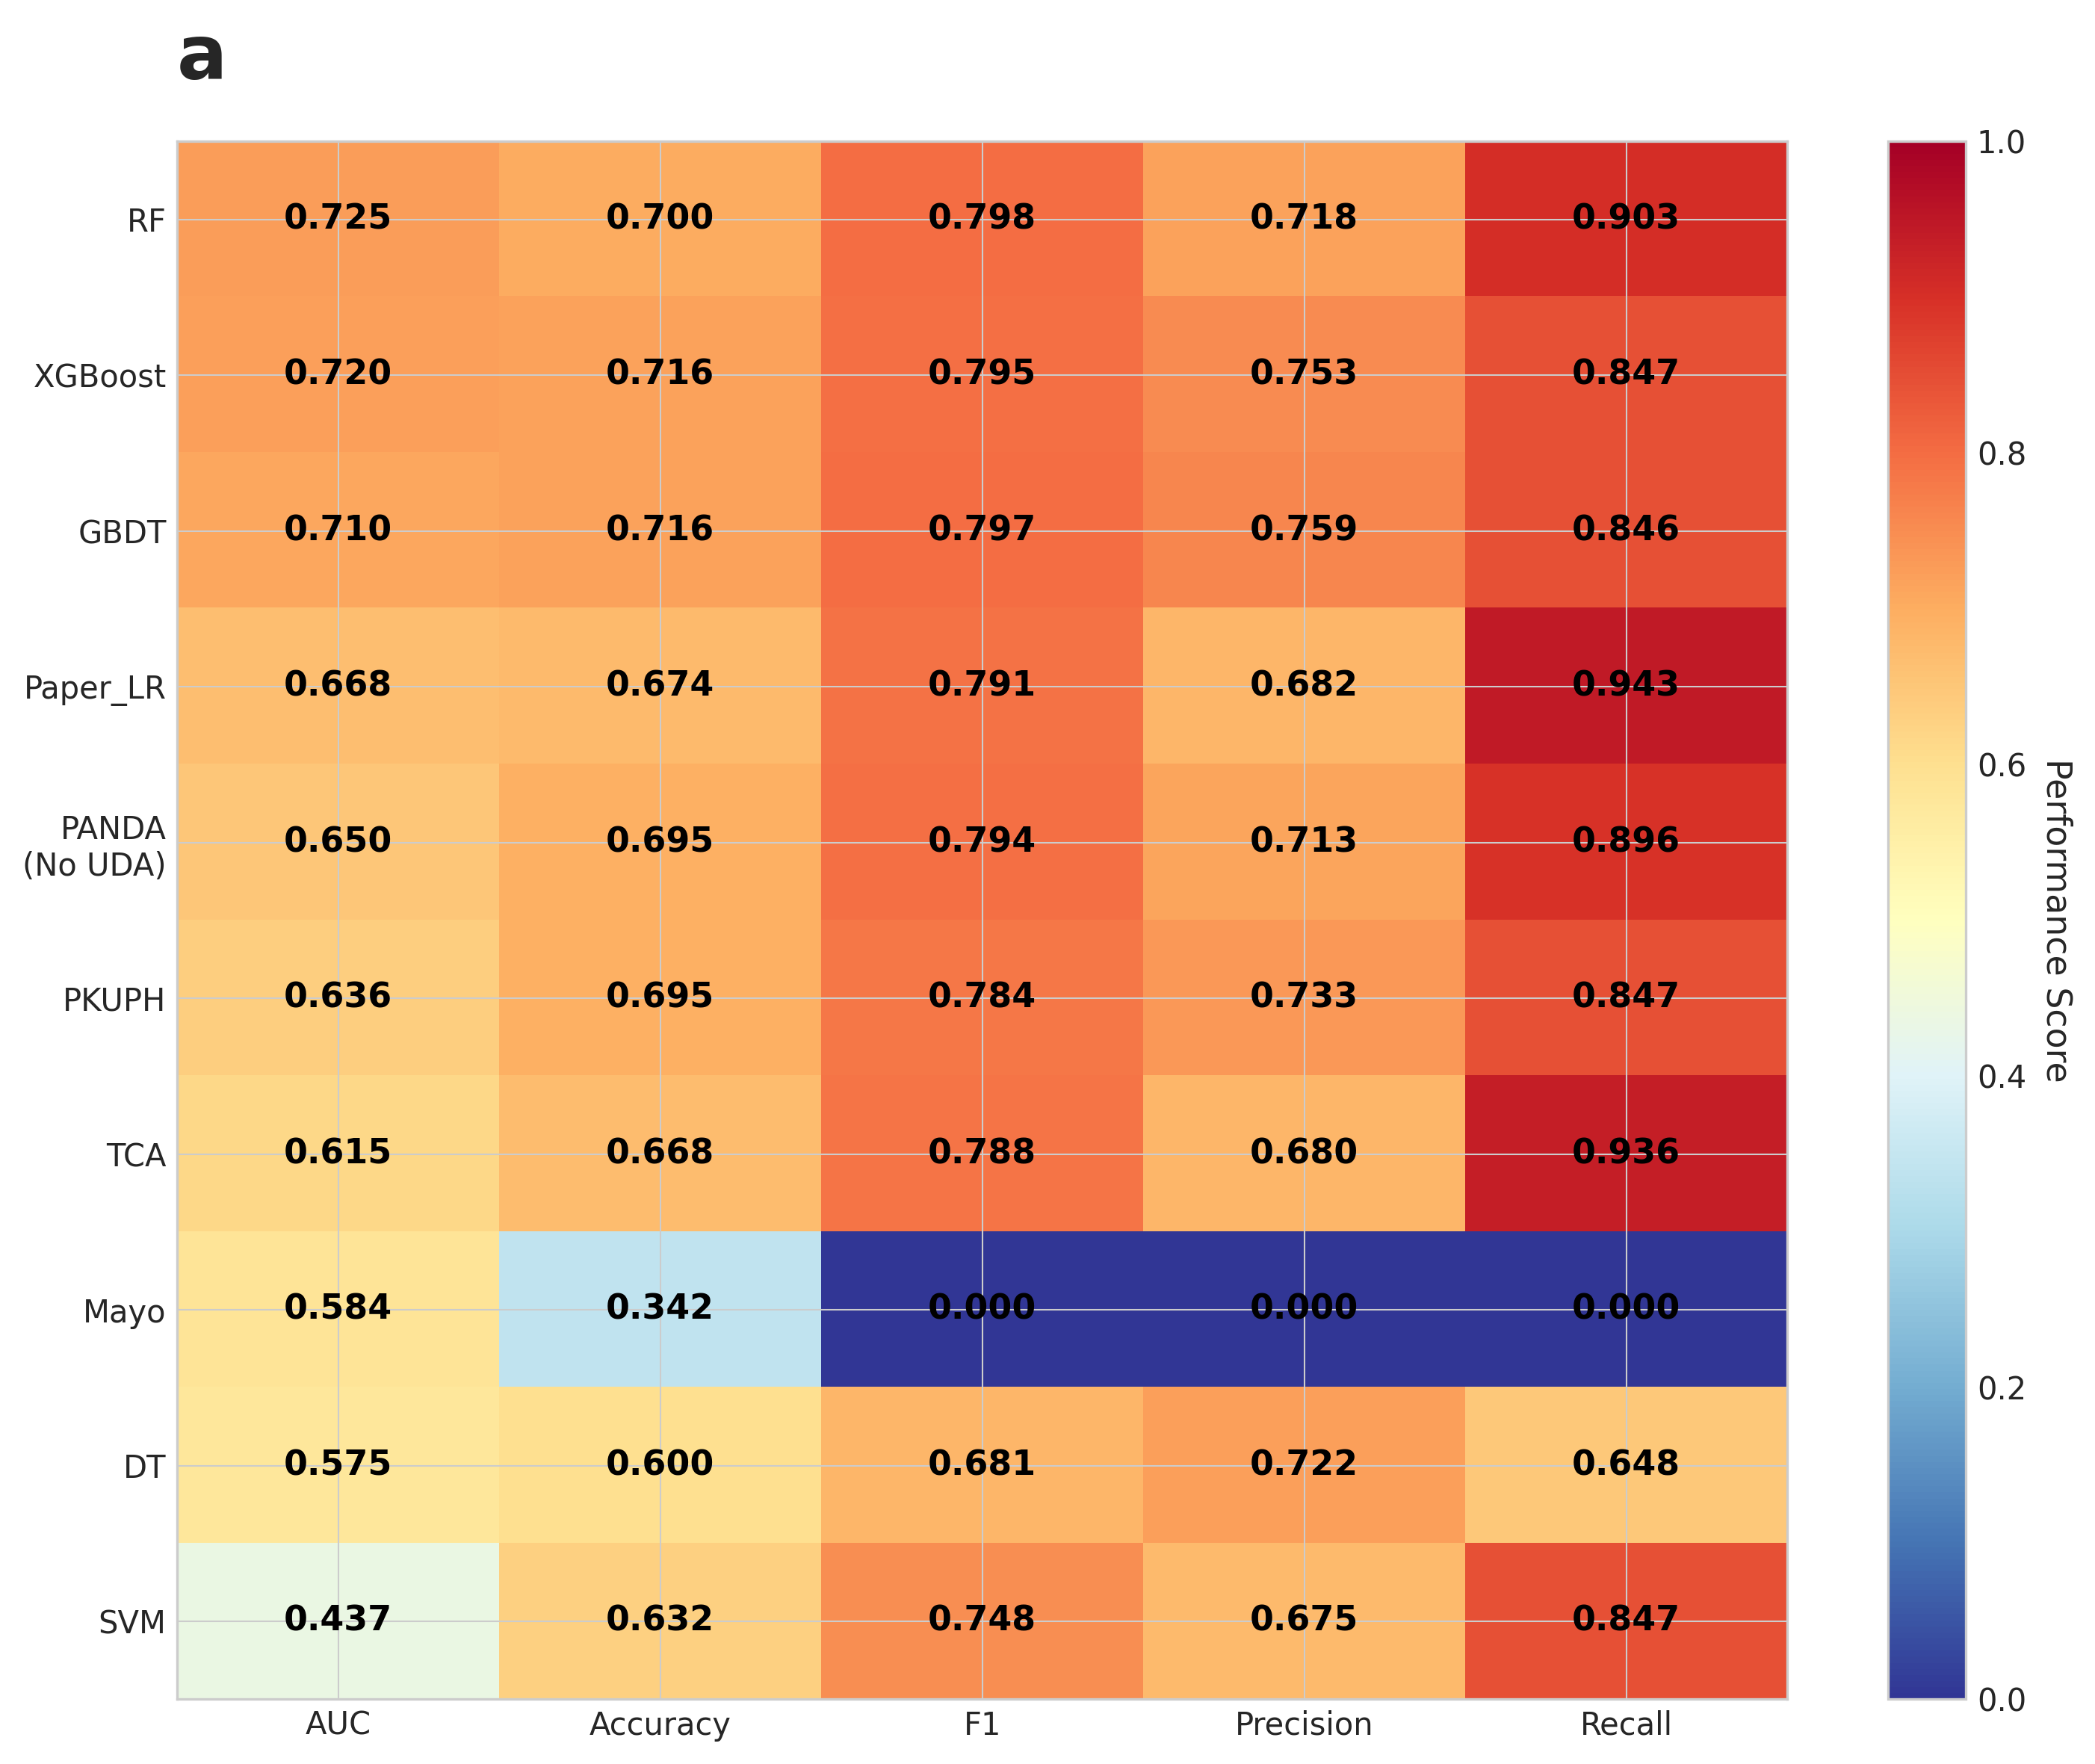 a
RF 0.725 0.700 0.798 0.718 0.903
XGBoost 0.720 0.716 0.795 0.753 0.847
GBDT 0.710 0.716 0.797 0.759 0.846
Paper_LR 0.668 0.674 0.791 0.682 0.943
PANDA
(No UDA) 0.650 0.695 0.794 0.713 0.896
PKUPH 0.636 0.695 0.784 0.733 0.847
TCA 0.615 0.668 0.788 0.680 0.936
Mayo 0.584 0.342 0.000 0.000 0.000
DT 0.575 0.600 0.681 0.722 0.648
SVM 0.437 0.632 0.748 0.675 0.847
AUC Accuracy F1 Precision Recall
1.0
0.8
0.6
0.4
0.2
0.0
Performance Score